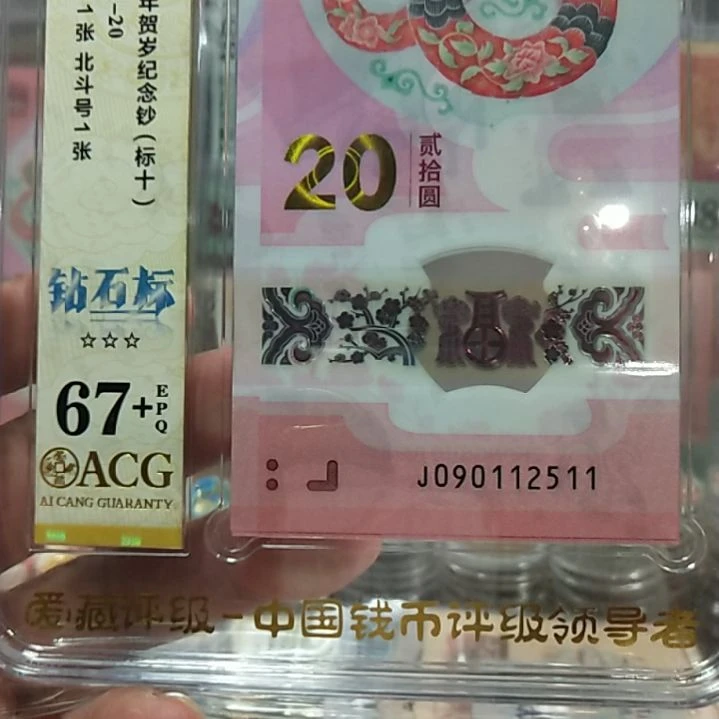 年贺岁纪念钞(标十)
-20
1张 北斗号1张
钻石标
☆☆☆
67+
EPQ
ACG
AI CANG GUARANTY
20
贰拾圆
J090112511
爱藏评级-中国钱币评级领导者